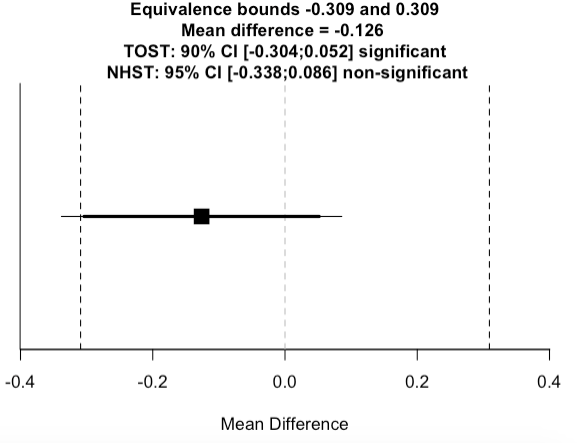 Equivalence bounds -0.309 and 0.309
Mean difference = -0.126
TOST: 90% CI [-0.304;0.052] significant
NHST: 95% CI [-0.338;0.086] non-significant
-0.4 -0.2 0.0 0.2 0.4
Mean Difference